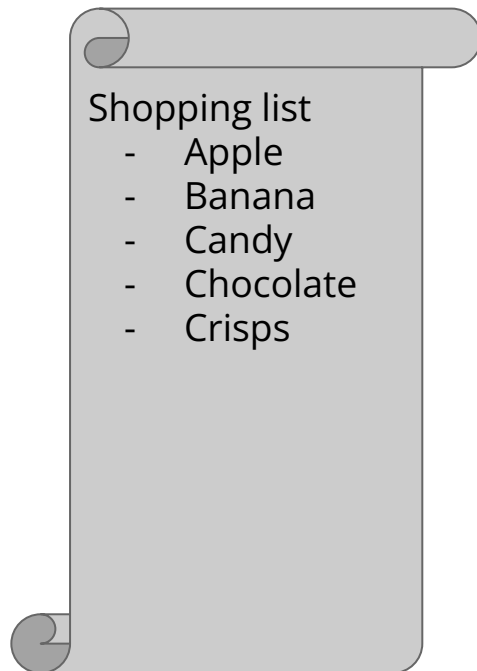 Shopping list
- Apple
- Banana
- Candy
- Chocolate
- Crisps